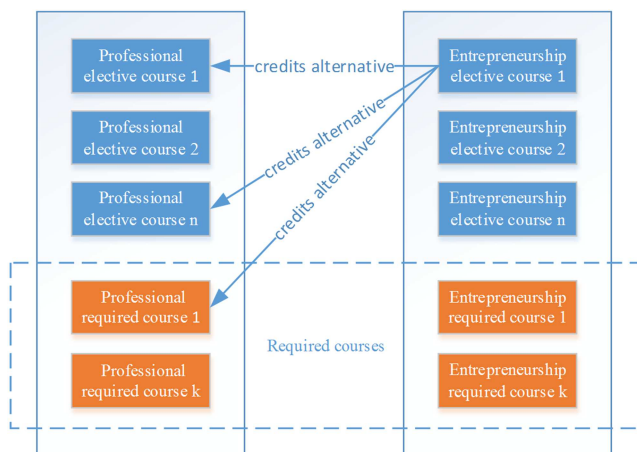 Professional
elective course 1
credits alternative
Entrepreneurship
elective course 1
Professional
elective course 2
credits alternative
Entrepreneurship
elective course 2
Professional
elective course n
credits alternative
Entrepreneurship
elective course n
Professional
required course 1
Entrepreneurship
required course 1
Required courses
Professional
required course k
Entrepreneurship
required course k